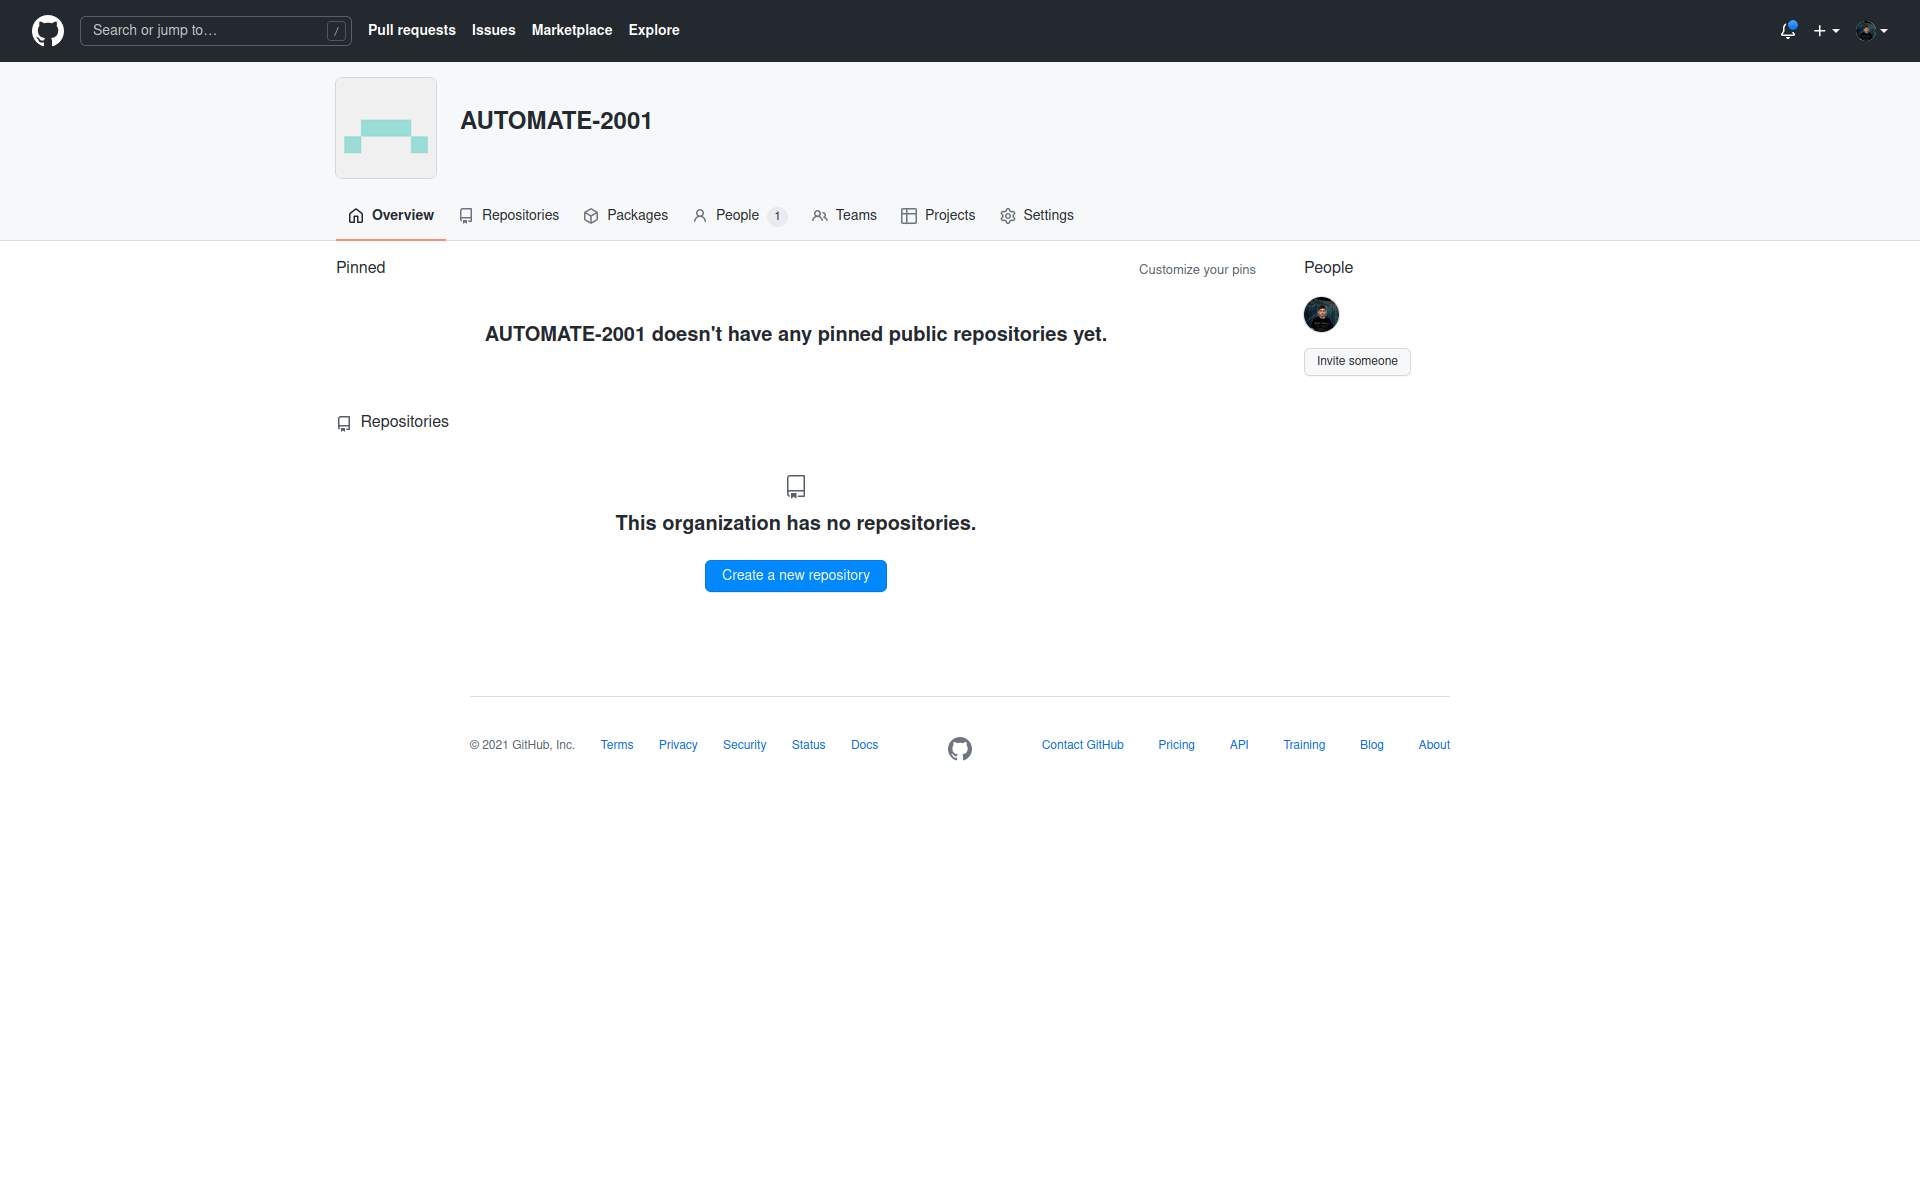 Search or jump to… / Pull requests Issues Marketplace Explore
AUTOMATE-2001
Overview Repositories Packages People 1 Teams Projects Settings
Pinned Customize your pins People
AUTOMATE-2001 doesn't have any pinned public repositories yet.
Invite someone
Repositories
This organization has no repositories.
Create a new repository
© 2021 GitHub, Inc. Terms Privacy Security Status Docs Contact GitHub Pricing API Training Blog About